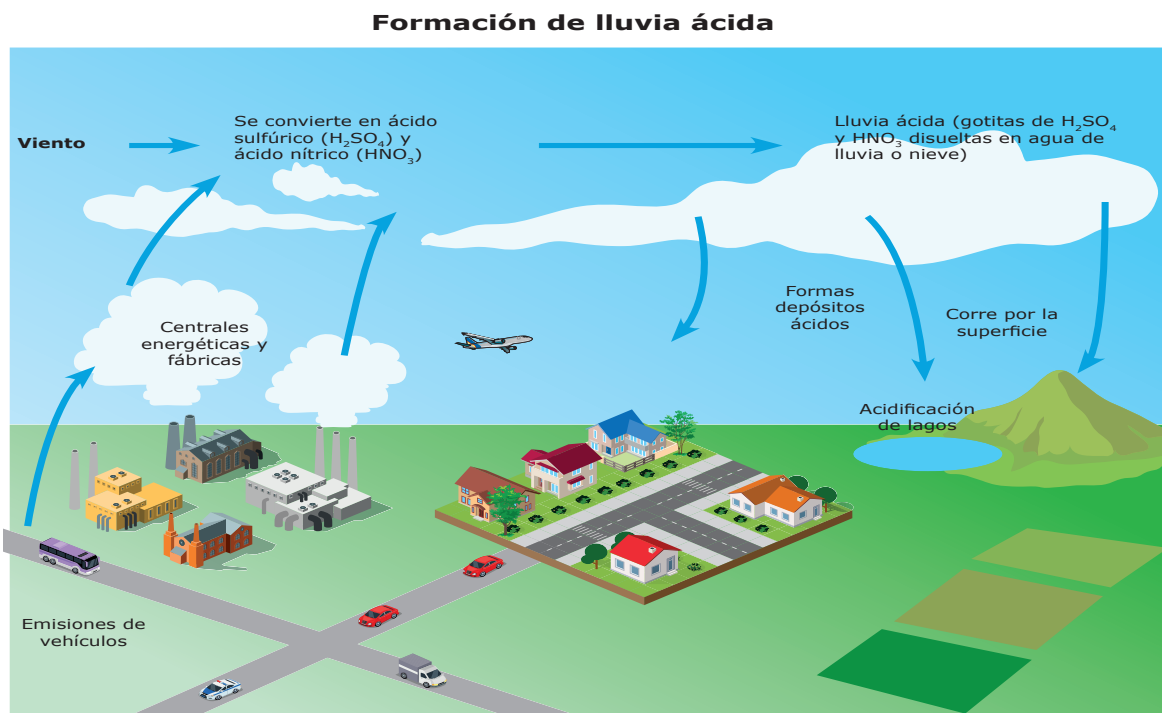 Formación de lluvia ácida
Viento
Se convierte en ácido
sulfúrico (H₂SO₄) y
ácido nítrico (HNO₃)
Lluvia ácida (gotitas de H₂SO₄
y HNO₃ disueltas en agua de
lluvia o nieve)
Centrales
energéticas y
fábricas
Formas
depósitos
ácidos
Corre por la
superficie
Acidificación
de lagos
Emisiones de
vehículos